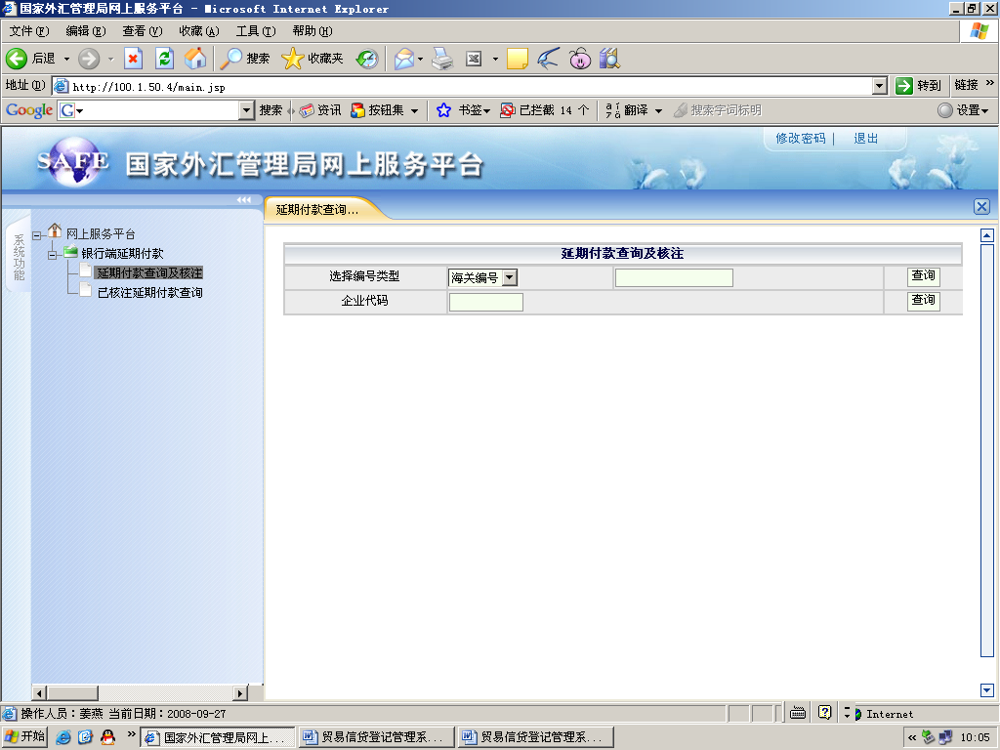 国家外汇管理局网上服务平台 - Microsoft Internet Explorer
文件(F) 编辑(E) 查看(V) 收藏(A) 工具(T) 帮助(H)
后退 搜索 收藏夹
地址(D) http://100.1.50.4/main.jsp 转到 链接 »
Google G 搜索 资讯 按钮集 书签 已拦截 14 个 翻译 搜索字词标明 设置
修改密码 | 退出
SAFE 国家外汇管理局网上服务平台
延期付款查询...
系统功能
网上服务平台
银行端延期付款
延期付款查询及核注
已核注延期付款查询
延期付款查询及核注
选择编号类型 海关编号 查询
企业代码 查询
操作人员：姜燕 当前日期：2008-09-27 Internet
开始 » 国家外汇管理局网上... 贸易信贷登记管理系... 贸易信贷登记管理系... « 10:05